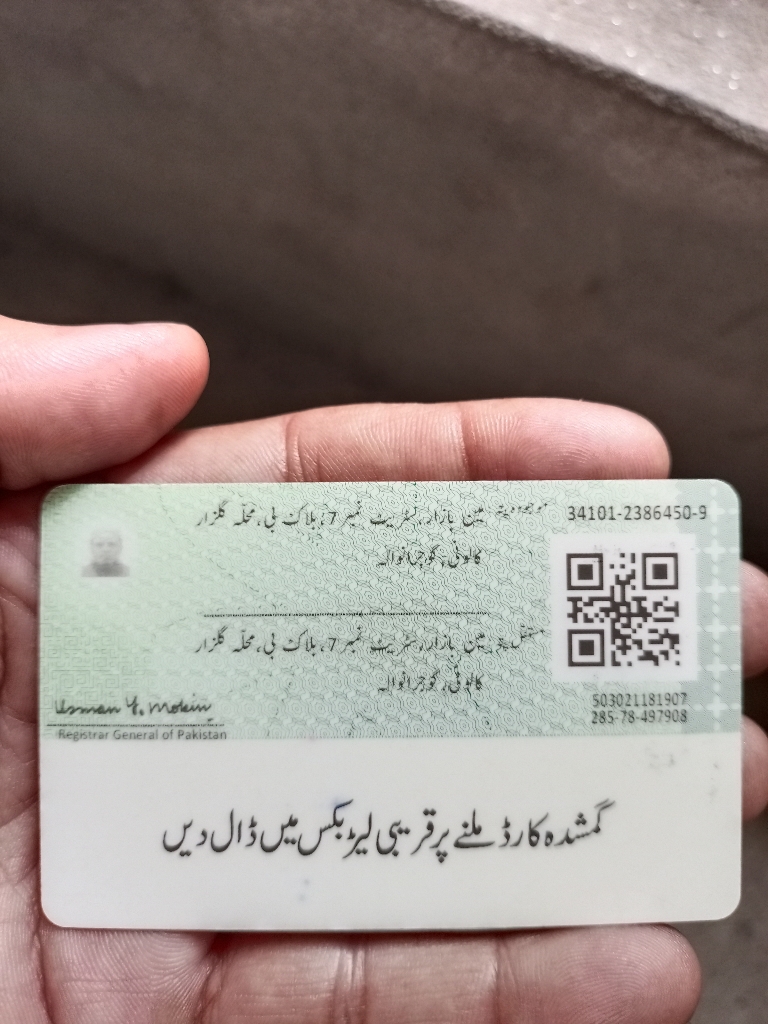 موجودہ پتہ مین بازار، سٹریٹ نمبر 7، بلاک بی، محلہ گلزار
کالونی، گوجرانوالہ
34101-2386450-9
مستقل پتہ مین بازار، سٹریٹ نمبر 7، بلاک بی، محلہ گلزار
کالونی، گوجرانوالہ
503021181907
285-78-497908
Usman Y. Mobin
Registrar General of Pakistan
گمشدہ کارڈ ملنے پر قریبی لیٹر بکس میں ڈال دیں